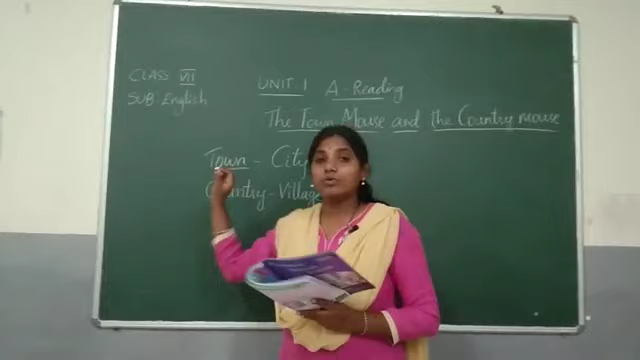 CLASS VII
SUB: English
UNIT 1 A - Reading
The Town Mouse and the Country mouse
Town - City
Country - Village